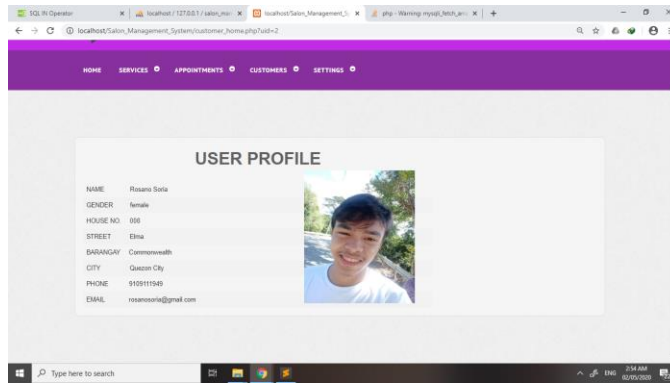 SQL IN Operator
localhost / 127.0.0.1 / salon_man
localhost/Salon_Management_Sy
php - Warning: mysqli_fetch_arr
localhost/Salon_Management_System/customer_home.php?uid=2
HOME SERVICES APPOINTMENTS CUSTOMERS SETTINGS
USER PROFILE
NAME Rosano Soria
GENDER female
HOUSE NO. 008
STREET Elma
BARANGAY Commonwealth
CITY Quezon City
PHONE 9109111949
EMAIL rosanosoria@gmail.com
Type here to search
ENG
2:54 AM
02/05/2020